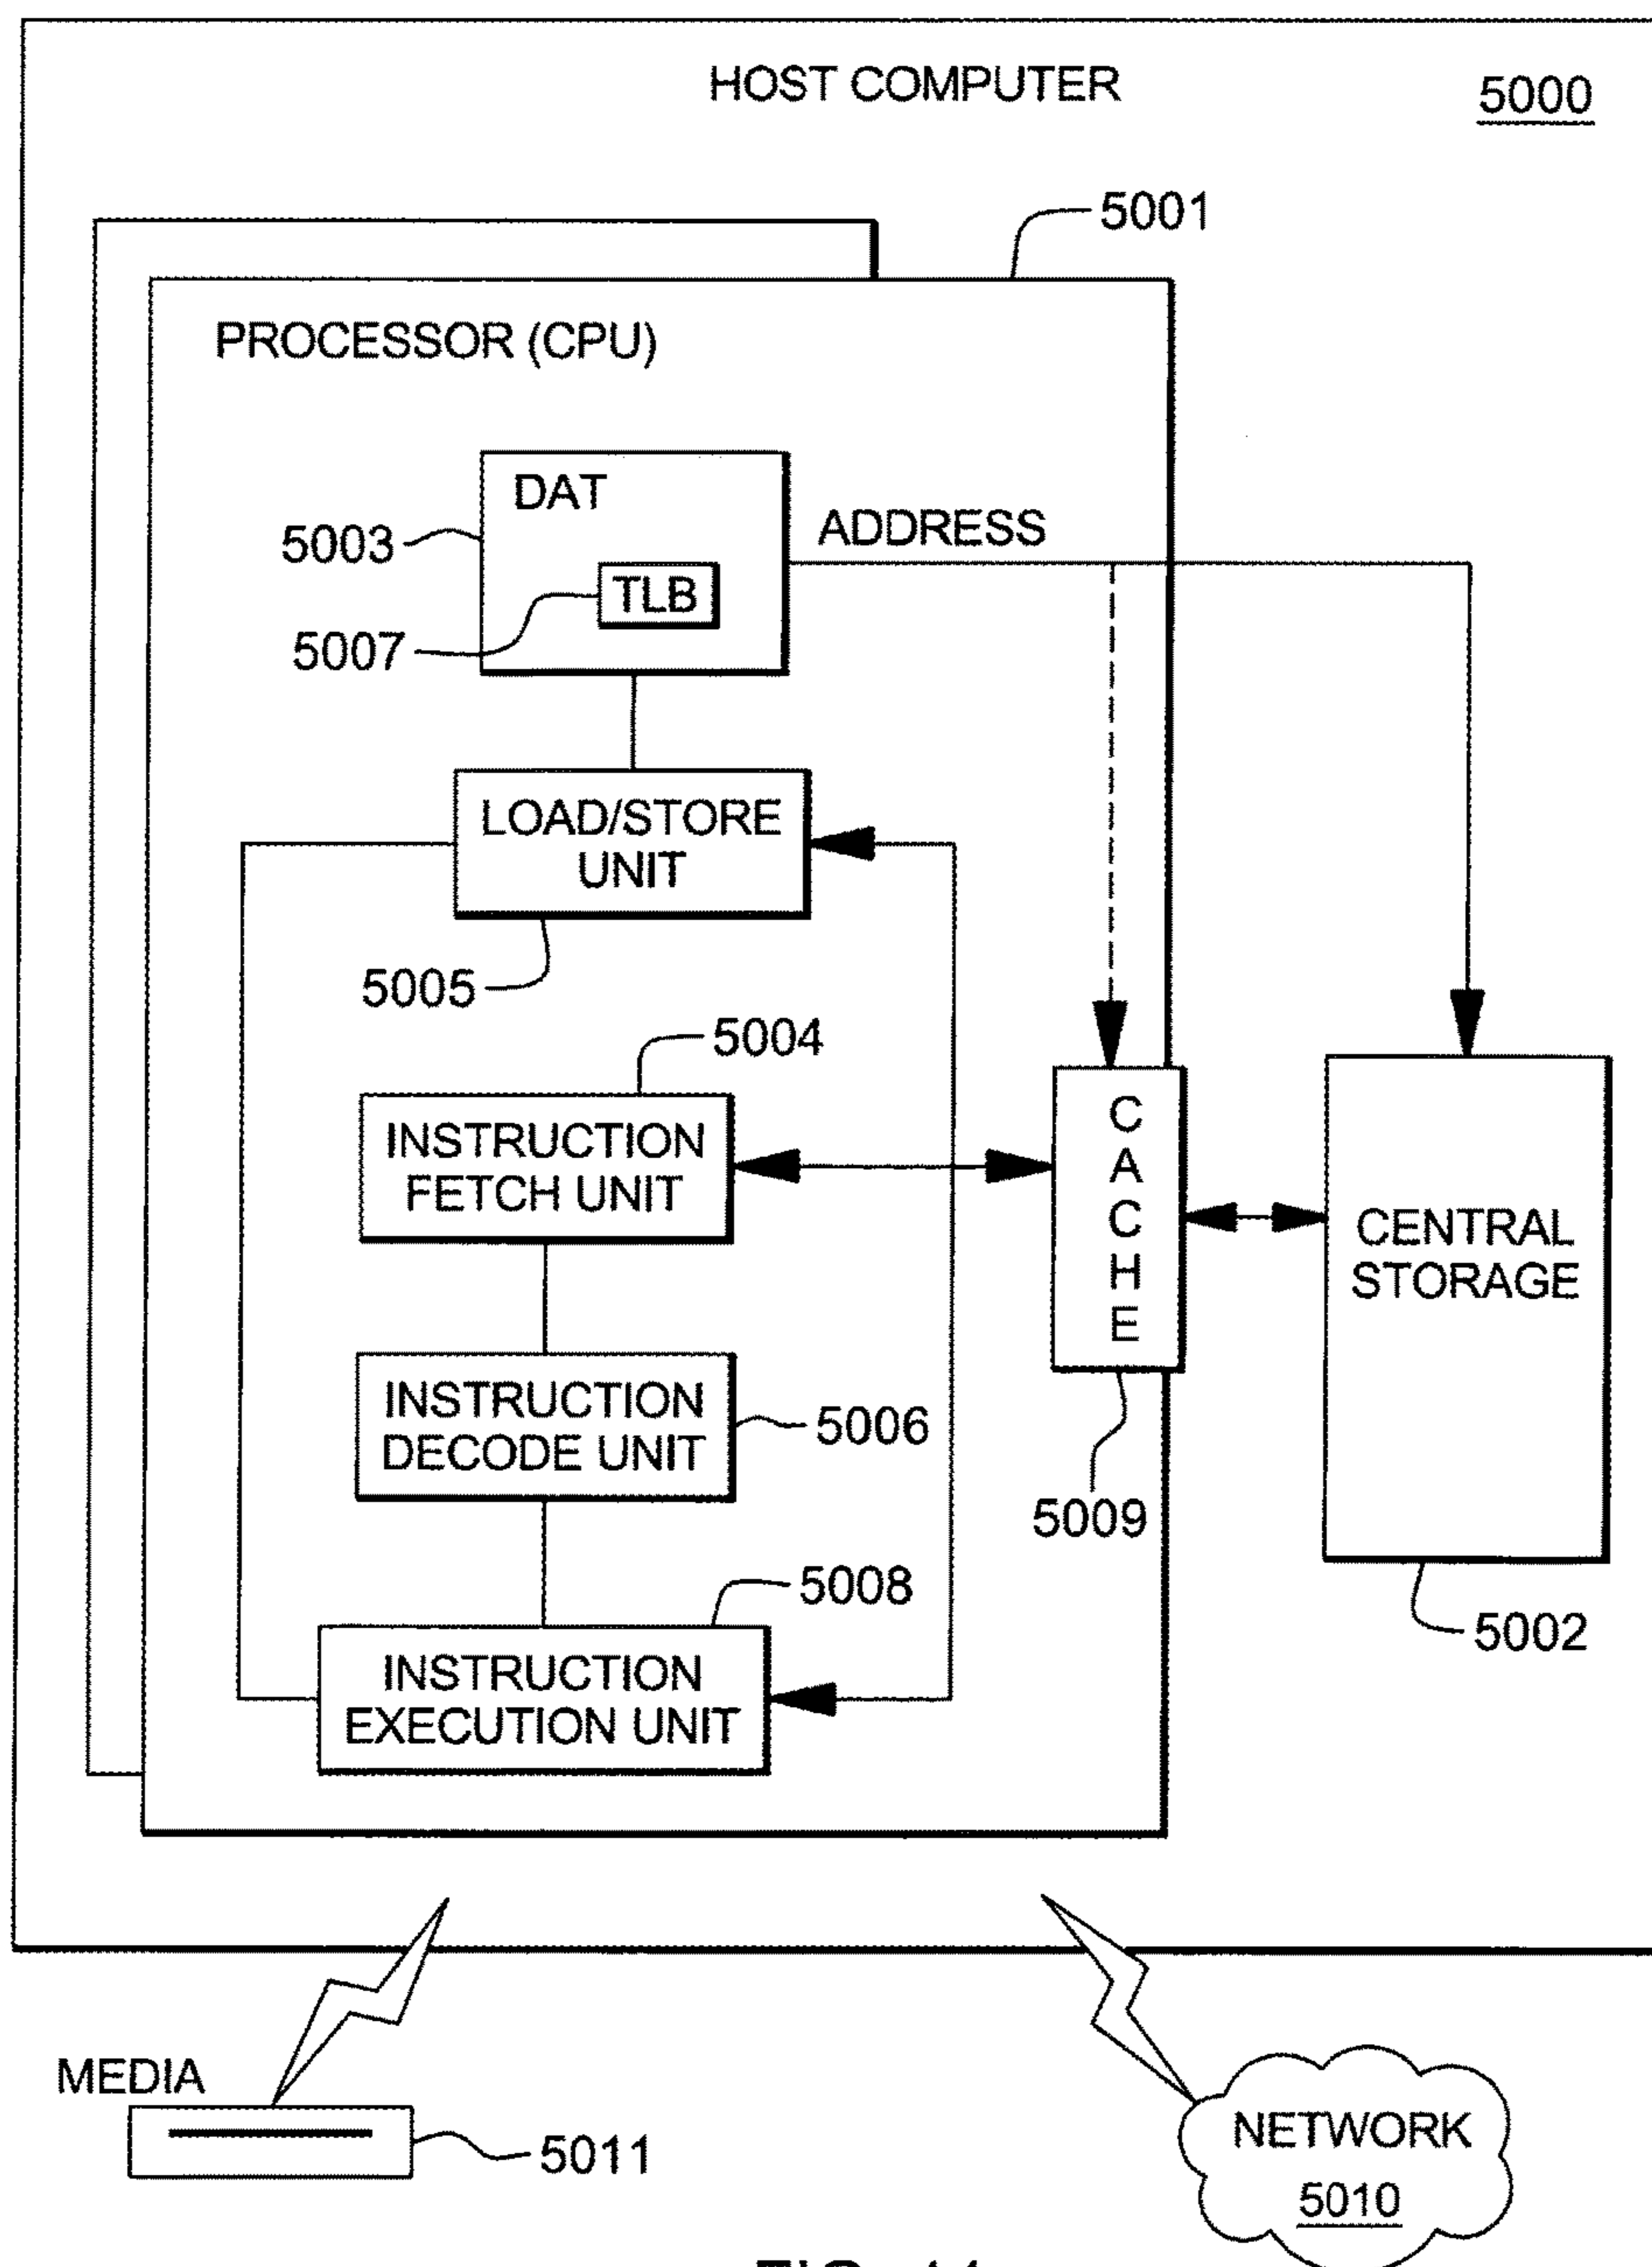 HOST COMPUTER
5000
5001
PROCESSOR (CPU)
DAT
5003
ADDRESS
TLB
5007
LOAD/STORE
UNIT
5005
5004
INSTRUCTION
FETCH UNIT
CACHE
CENTRAL
STORAGE
INSTRUCTION
DECODE UNIT
5006
5009
5008
5002
INSTRUCTION
EXECUTION UNIT
MEDIA
5011
NETWORK
5010